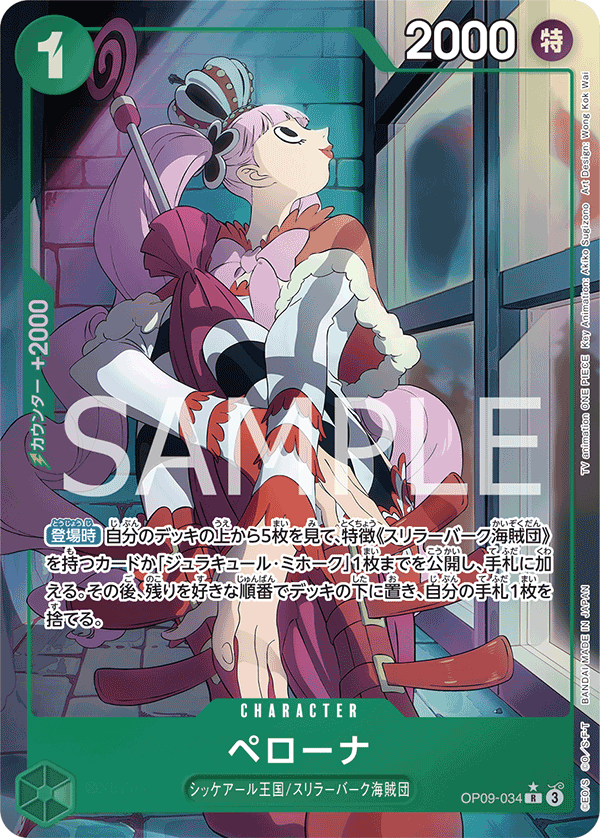 1
2000 特
TV animation ONE PIECE Key Animation: Akiko Sugizono Art Design: Wong Kok Wai
カウンター +2000
SAMPLE
登場時 自分のデッキの上から5枚を見て、特徴《スリラーバーク海賊団》
を持つカードか「ジュラキュール・ミホーク」1枚までを公開し、手札に加
える。その後、残りを好きな順番でデッキの下に置き、自分の手札1枚を
捨てる。
©E.O/S ©O/S・F・T BANDAI MADE IN JAPAN
CHARACTER
ペローナ
シッケアール王国/スリラーバーク海賊団
OP09-034 R 3